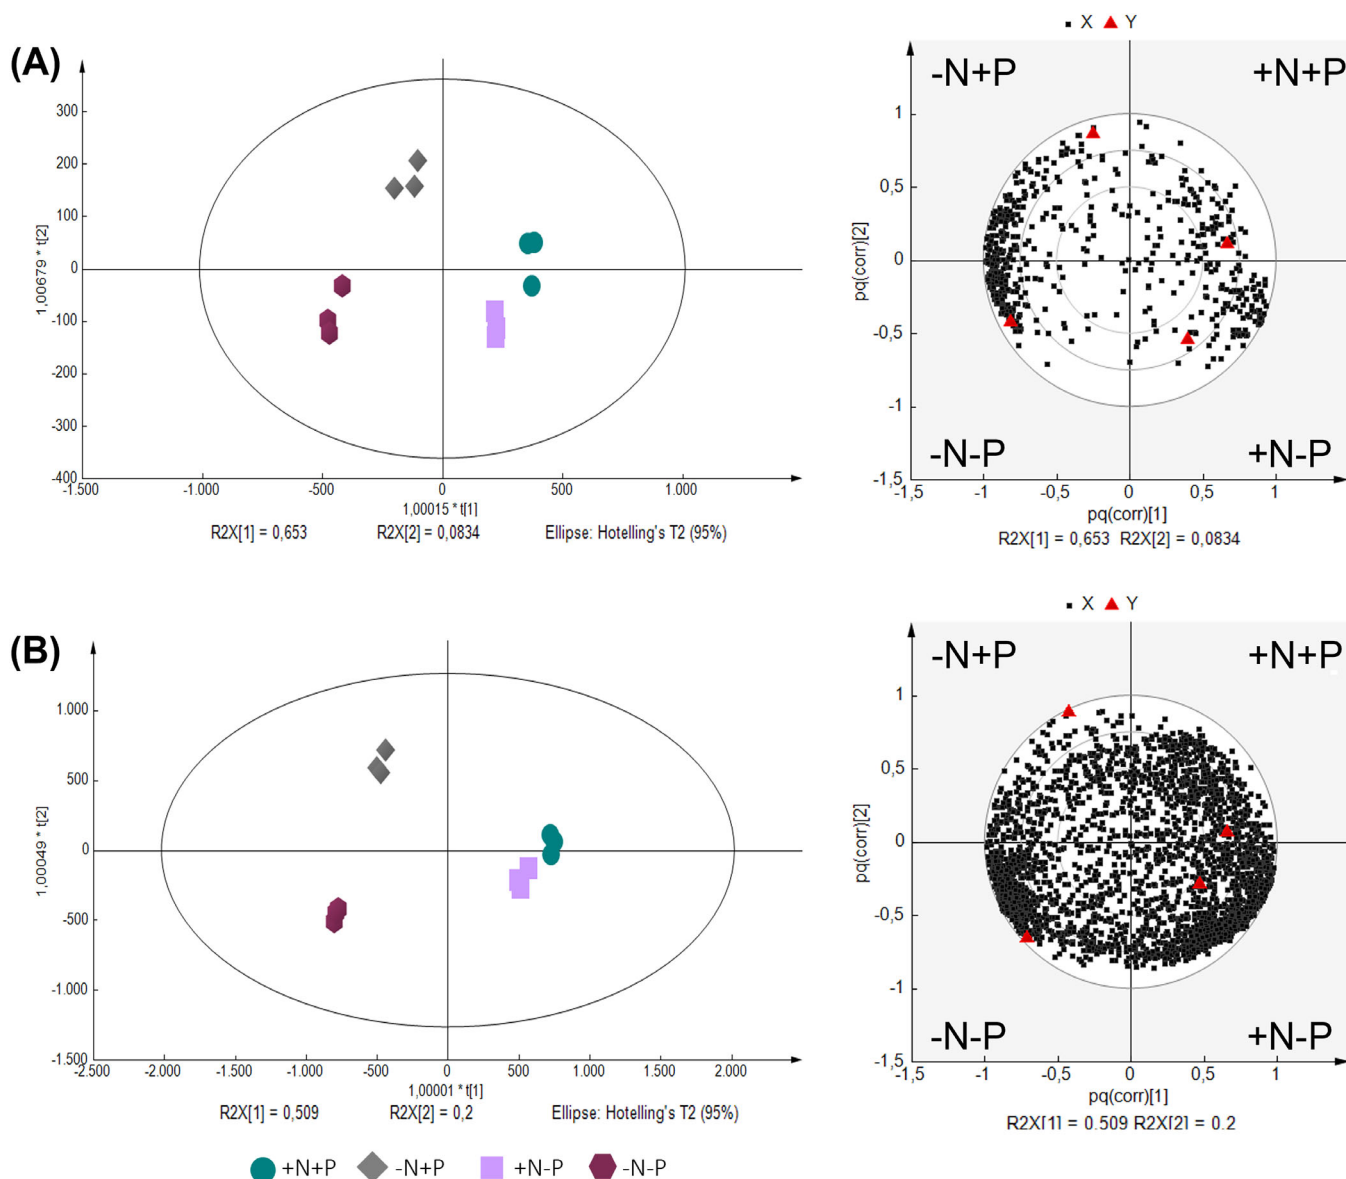 (A)
1,00679 * t[2]
300
200
100
0
-100
-200
-300
-400
-1.500
-1.000
-500
0
500
1.000
1,00015 * t[1]
R2X[1] = 0,653 R2X[2] = 0,0834 Ellipse: Hotelling's T2 (95%)
X Y
-N+P +N+P
pq(corr)[2]
1
0,5
0
-0,5
-1
-1,5
-N-P +N-P
-1,5 -1 -0,5 0 0,5 1
pq(corr)[1]
R2X[1] = 0,653 R2X[2] = 0,0834
(B)
1,00049 * t[2]
1.000
500
0
-500
-1.000
-1.500
-2.500 -2.000 -1.500 -1.000 -500 0 500 1.000 1.500 2.000
1,00001 * t[1]
R2X[1] = 0,509 R2X[2] = 0,2 Ellipse: Hotelling's T2 (95%)
X Y
-N+P +N+P
pq(corr)[2]
1
0,5
0
-0,5
-1
-1,5
-N-P +N-P
-1,5 -1 -0,5 0 0,5 1
pq(corr)[1]
R2X[1] = 0.509 R2X[2] = 0.2
+N+P -N+P +N-P -N-P